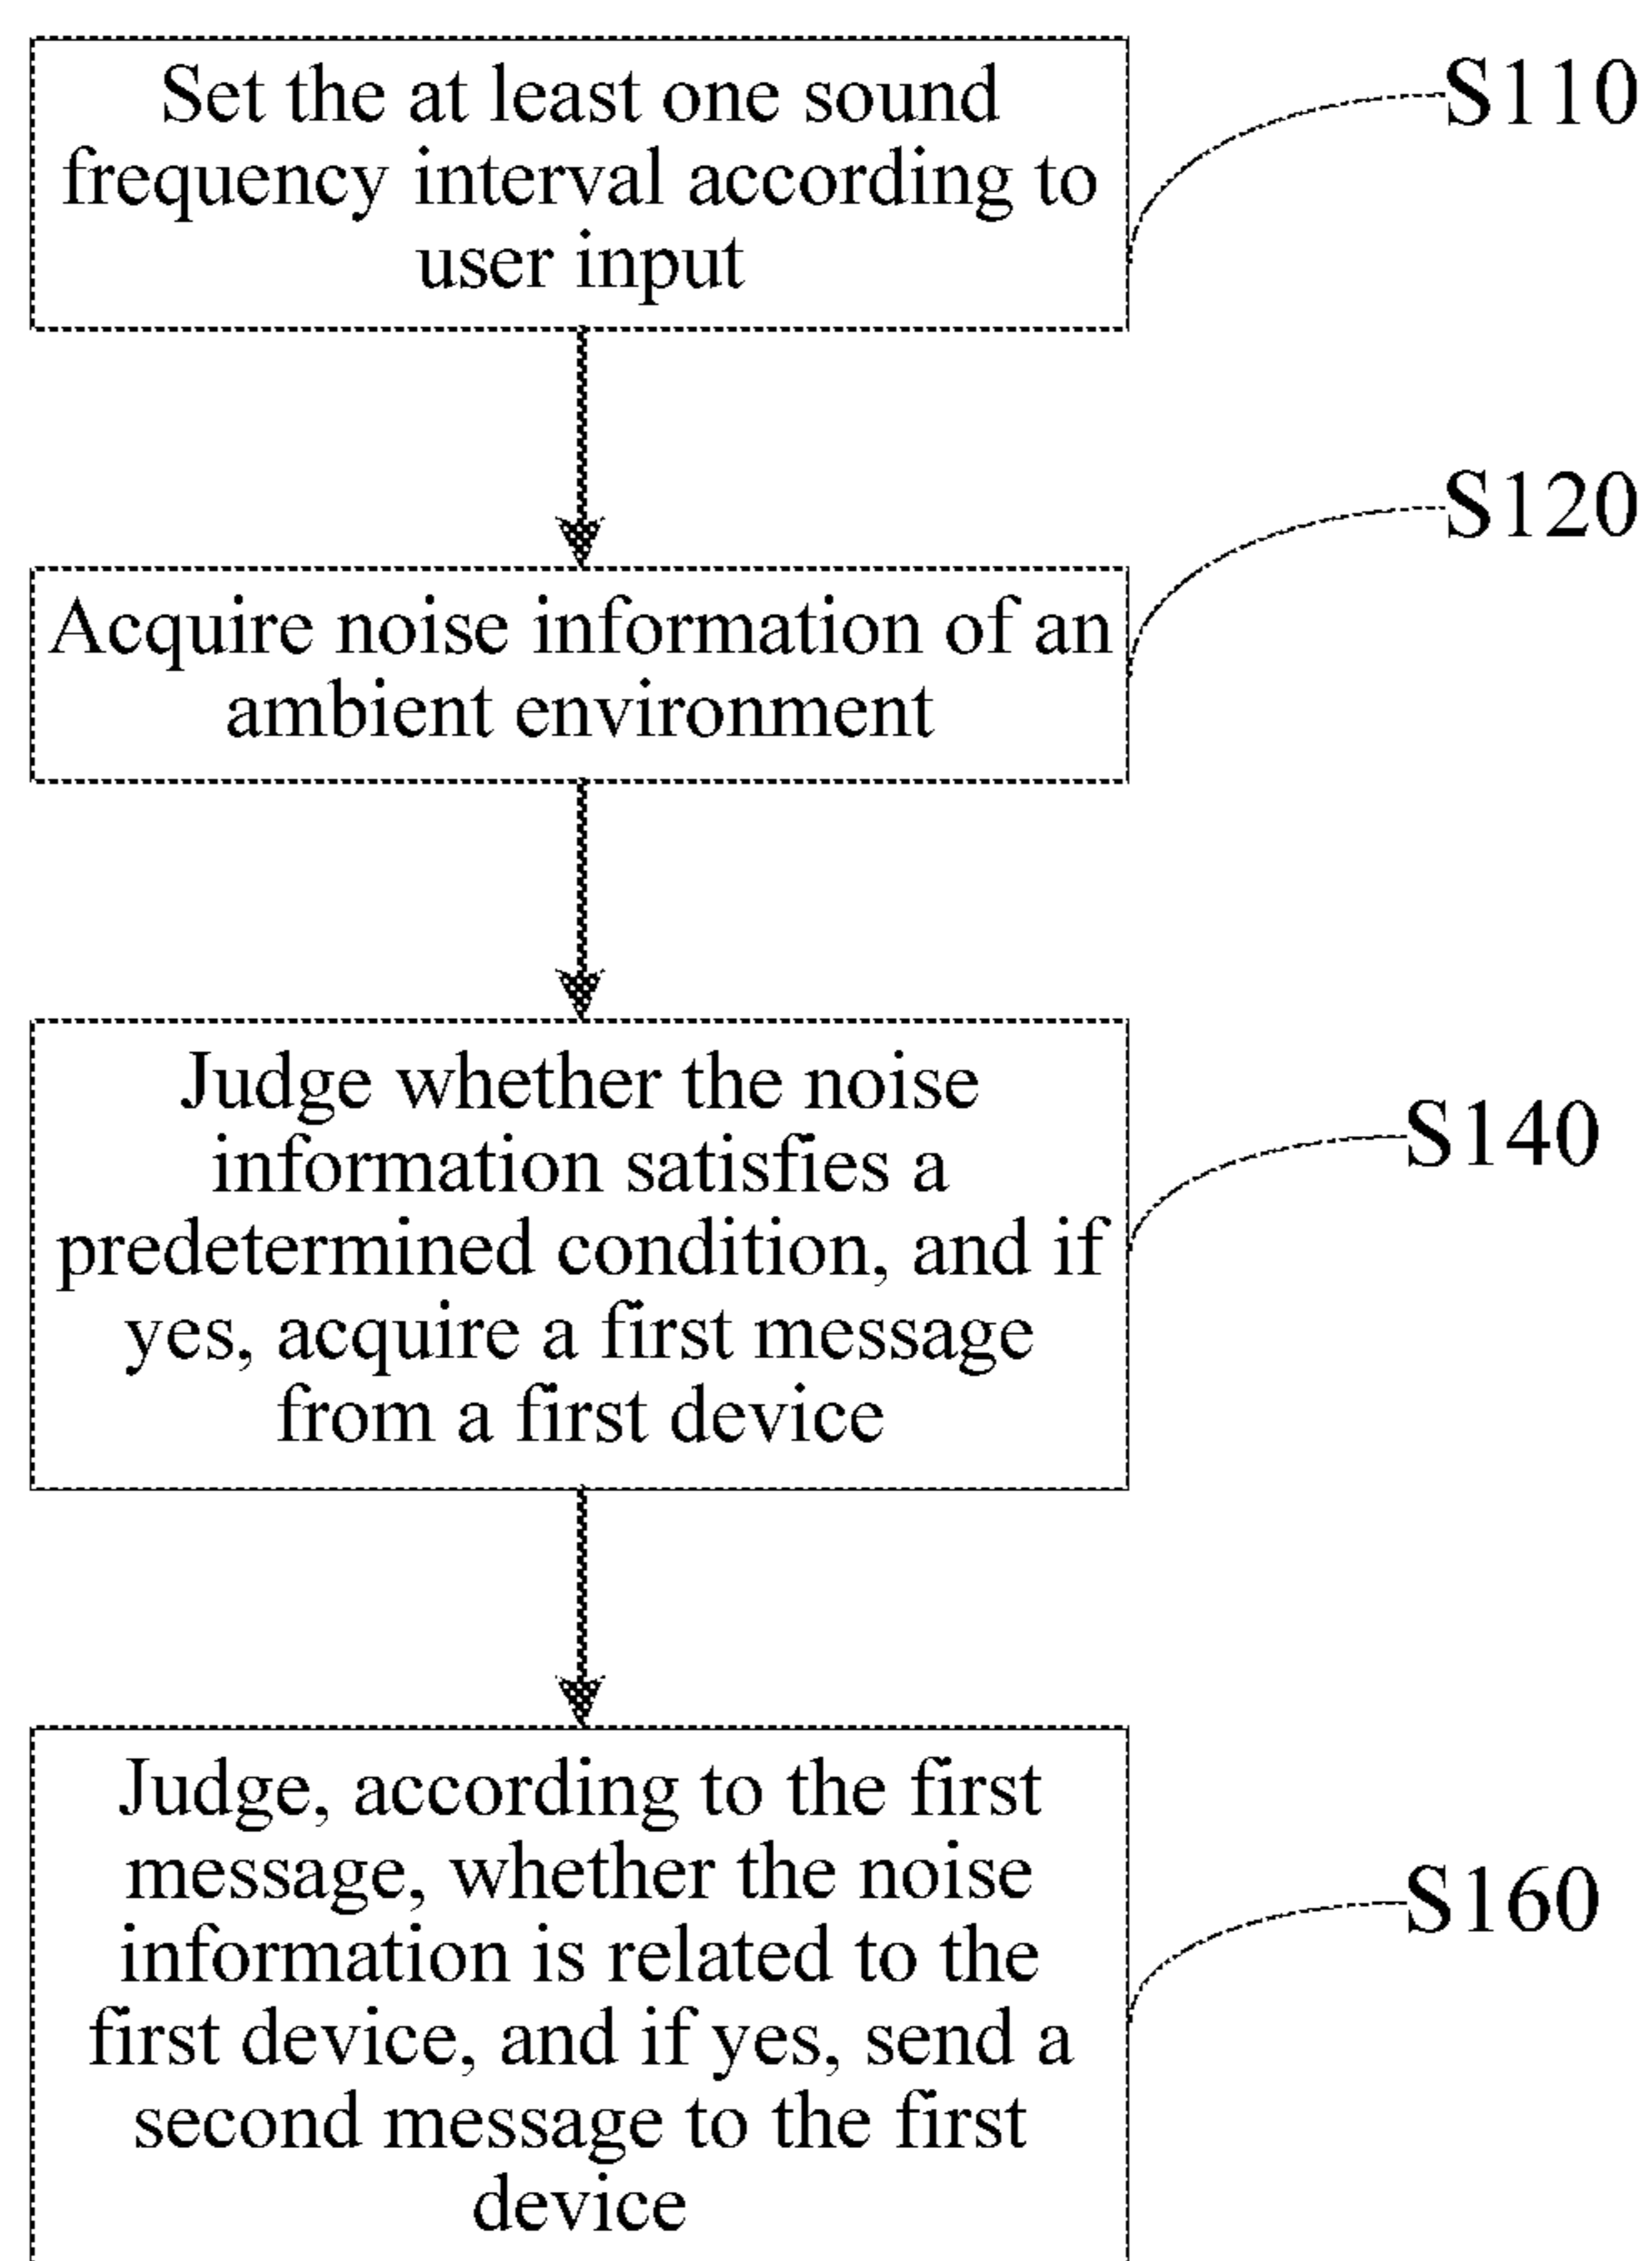 Set the at least one sound
frequency interval according to
user input
S110
Acquire noise information of an
ambient environment
S120
Judge whether the noise
information satisfies a
predetermined condition, and if
yes, acquire a first message
from a first device
S140
Judge, according to the first
message, whether the noise
information is related to the
first device, and if yes, send a
second message to the first
device
S160